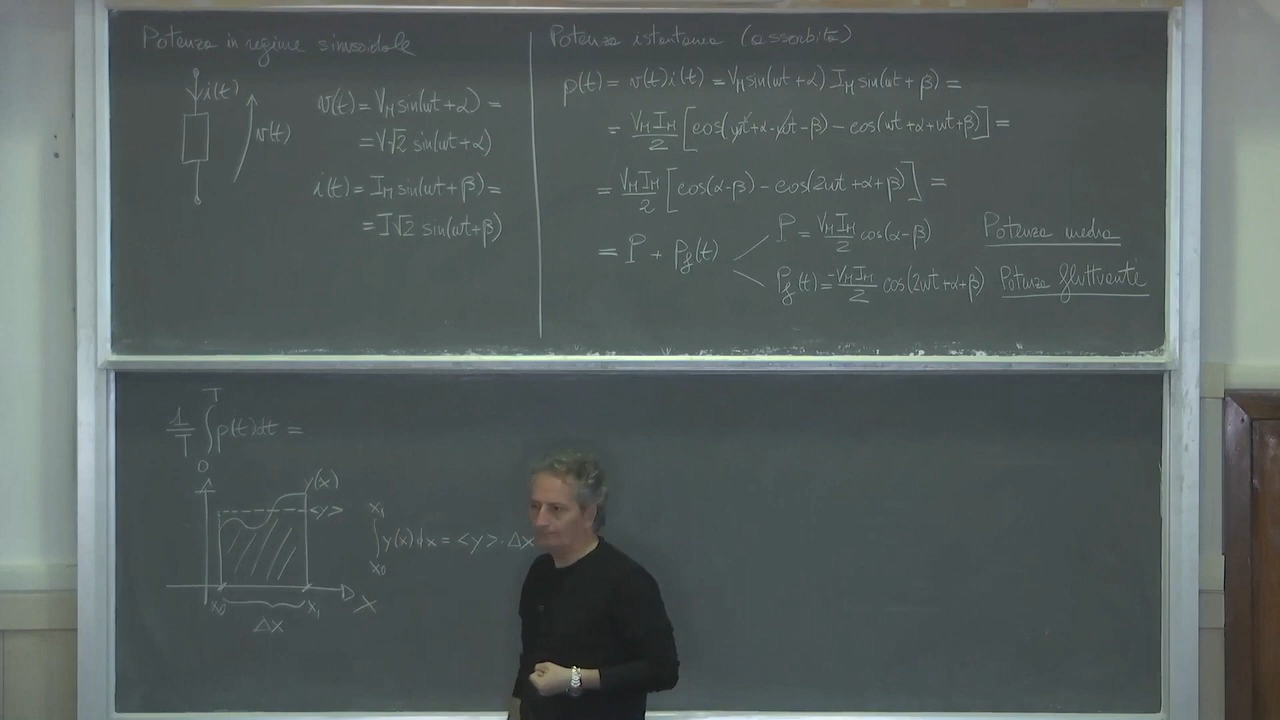 Potenza in regime sinusoidale
i(t)
v(t)
v(t) = V_M sin(ωt + α) =
= V√2 sin(ωt + α)
i(t) = I_M sin(ωt + β) =
= I√2 sin(ωt + β)
Potenza istantanea (assorbita)
p(t) = v(t) i(t) = V_M sin(ωt + α) I_M sin(ωt + β) =
= V_M I_M / 2 [cos(ωt + α - ωt - β) - cos(ωt + α + ωt + β)] =
= V_M I_M / 2 [cos(α - β) - cos(2ωt + α + β)] =
= P + P_f(t)
P = V_M I_M / 2 cos(α - β) Potenza media
P_f(t) = -V_M I_M / 2 cos(2ωt + α + β) Potenza fluttuante
1/T ∫_0^T p(t) dt =
y(x)
<y>
x_0
x_1
x
Δx
∫_{x_0}^{x_1} y(x) dx = <y> · Δx